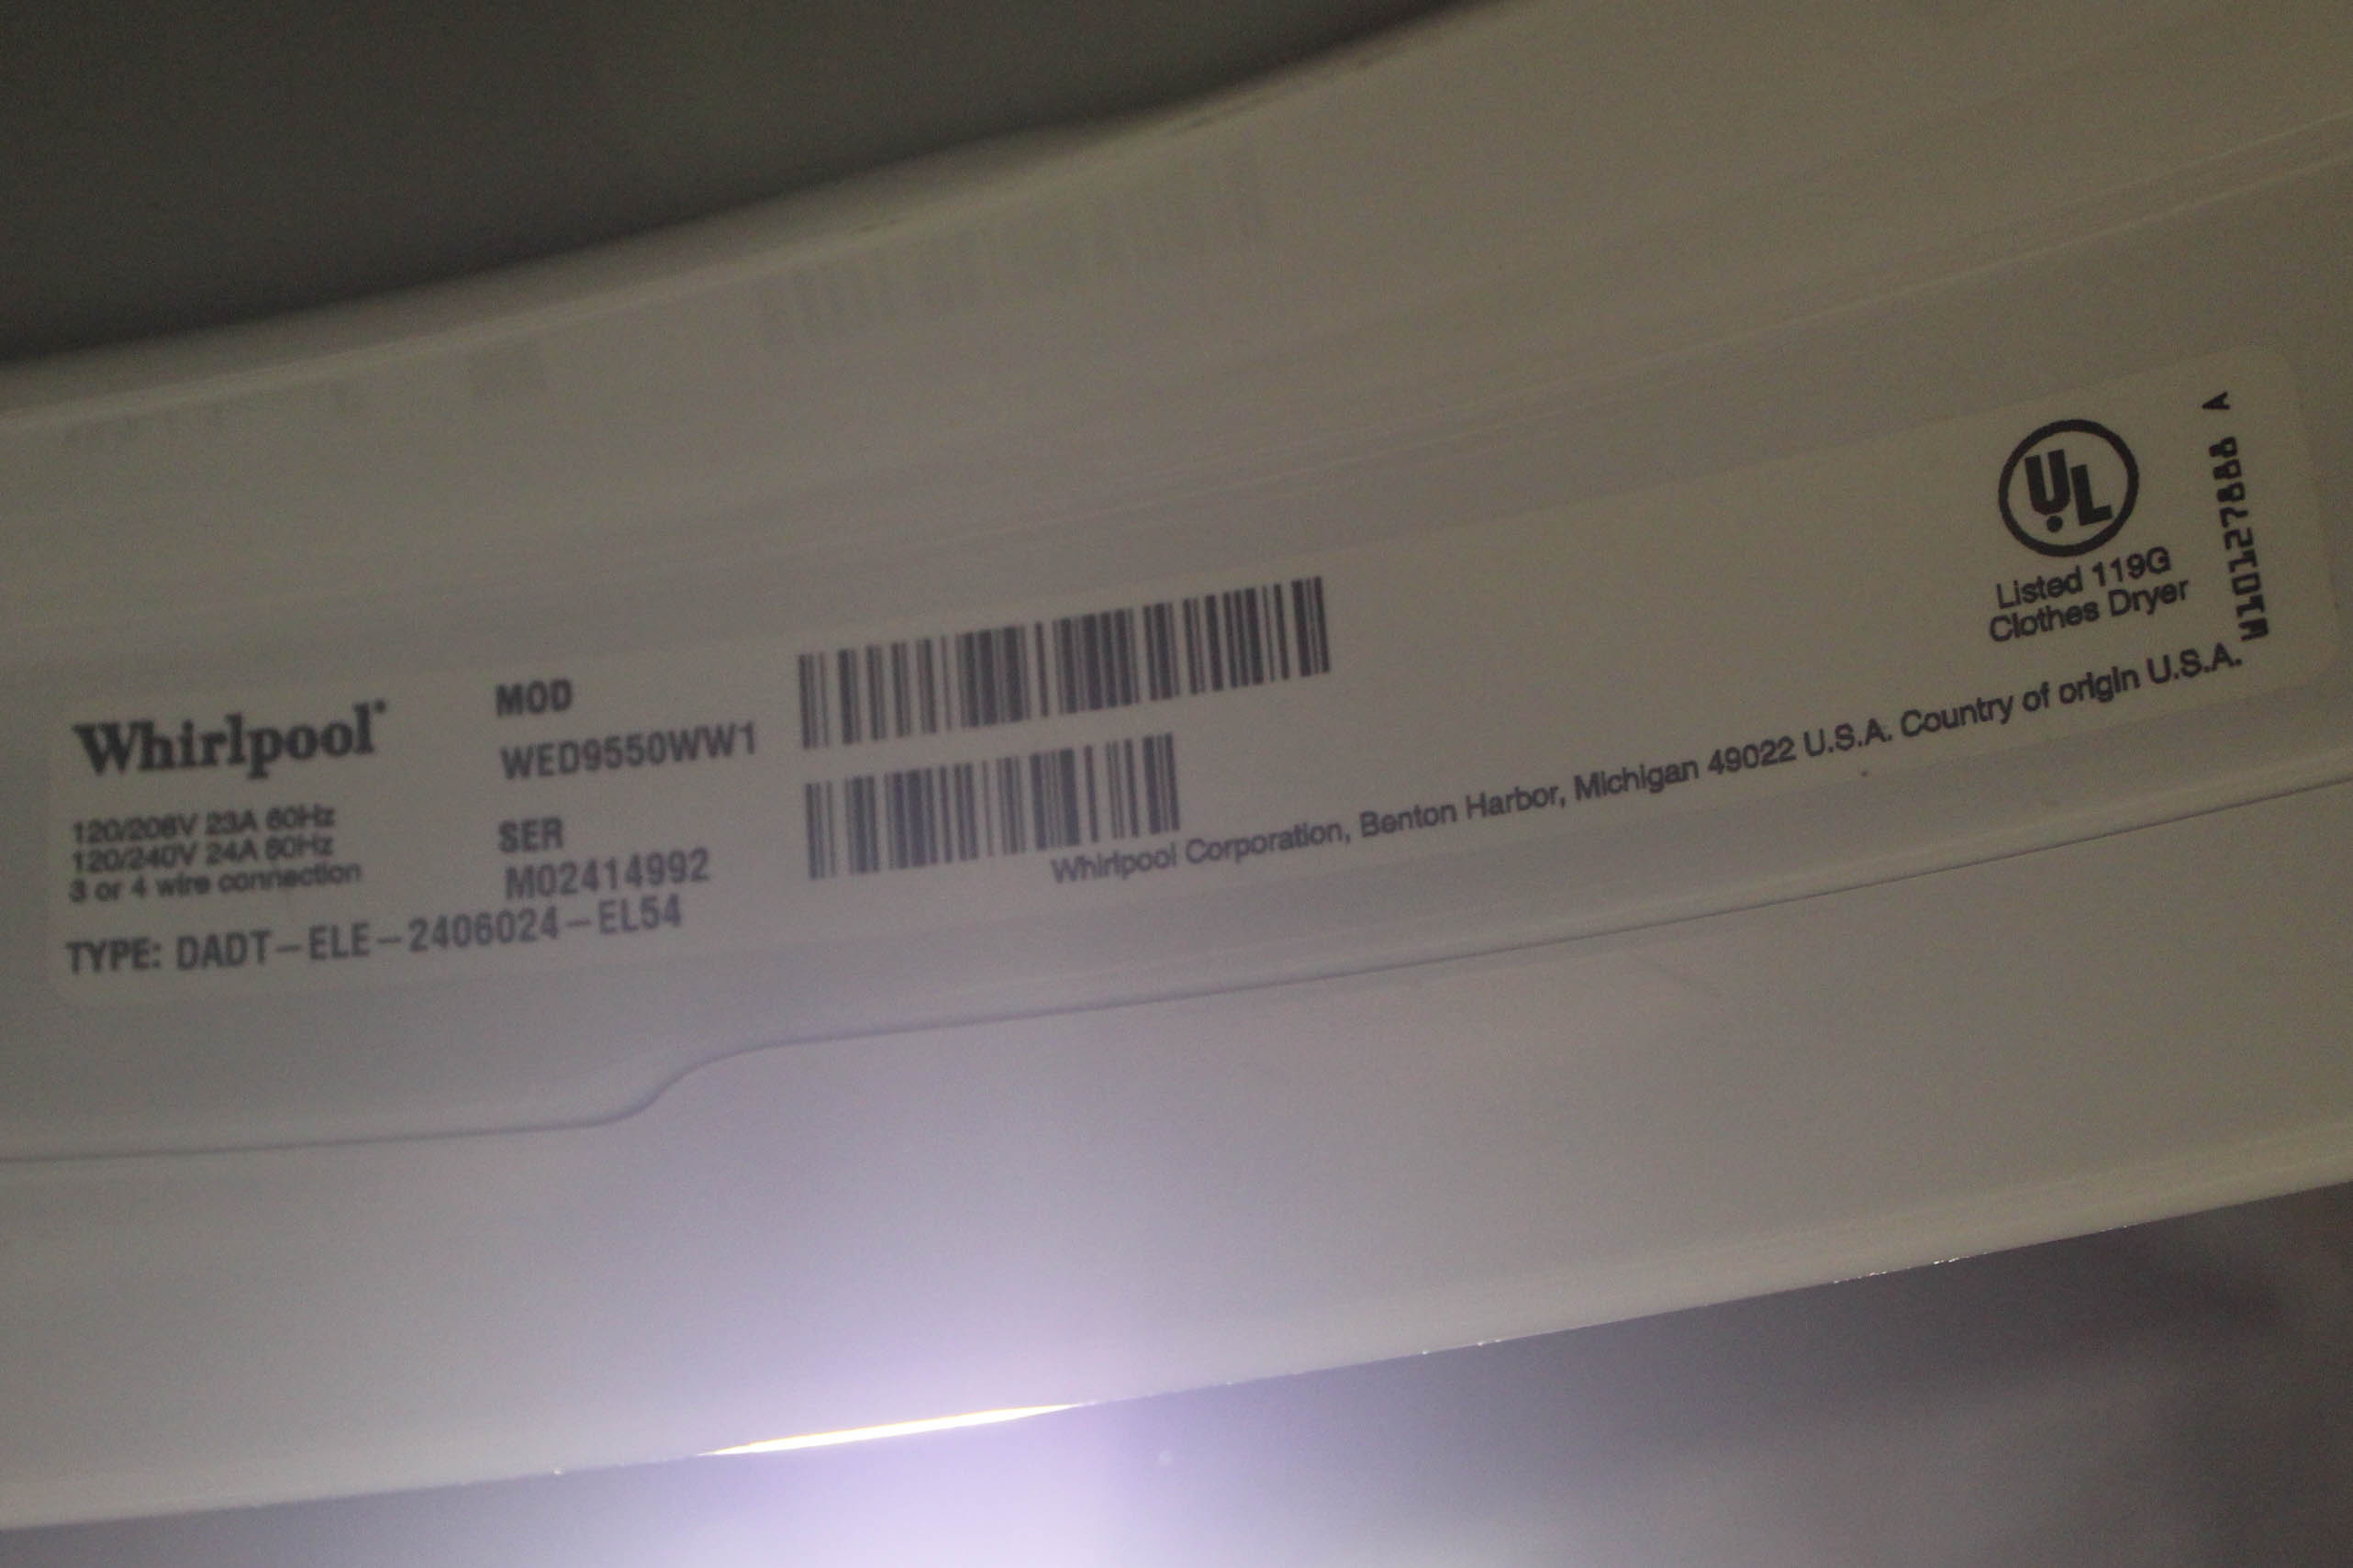 Whirlpool
120/208V 23A 60Hz
120/240V 24A 60Hz
3 or 4 wire connection
TYPE: DADT-ELE-2406024-EL54
MOD
WED9550WW1
SER
M02414992
Whirlpool Corporation, Benton Harbor, Michigan 49022 U.S.A. Country of origin U.S.A.
UL
Listed 119G
Clothes Dryer
A